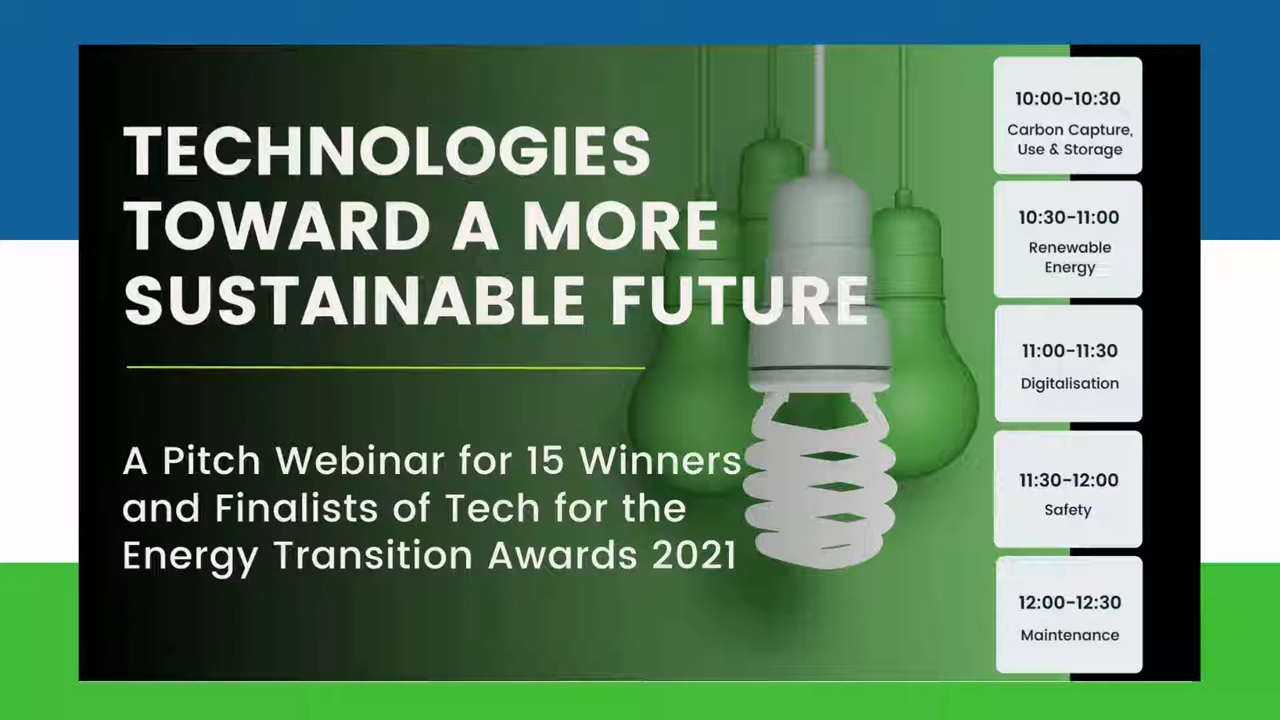 TECHNOLOGIES
TOWARD A MORE
SUSTAINABLE FUTURE
A Pitch Webinar for 15 Winners
and Finalists of Tech for the
Energy Transition Awards 2021
10:00-10:30
Carbon Capture,
Use & Storage
10:30-11:00
Renewable
Energy
11:00-11:30
Digitalisation
11:30-12:00
Safety
12:00-12:30
Maintenance